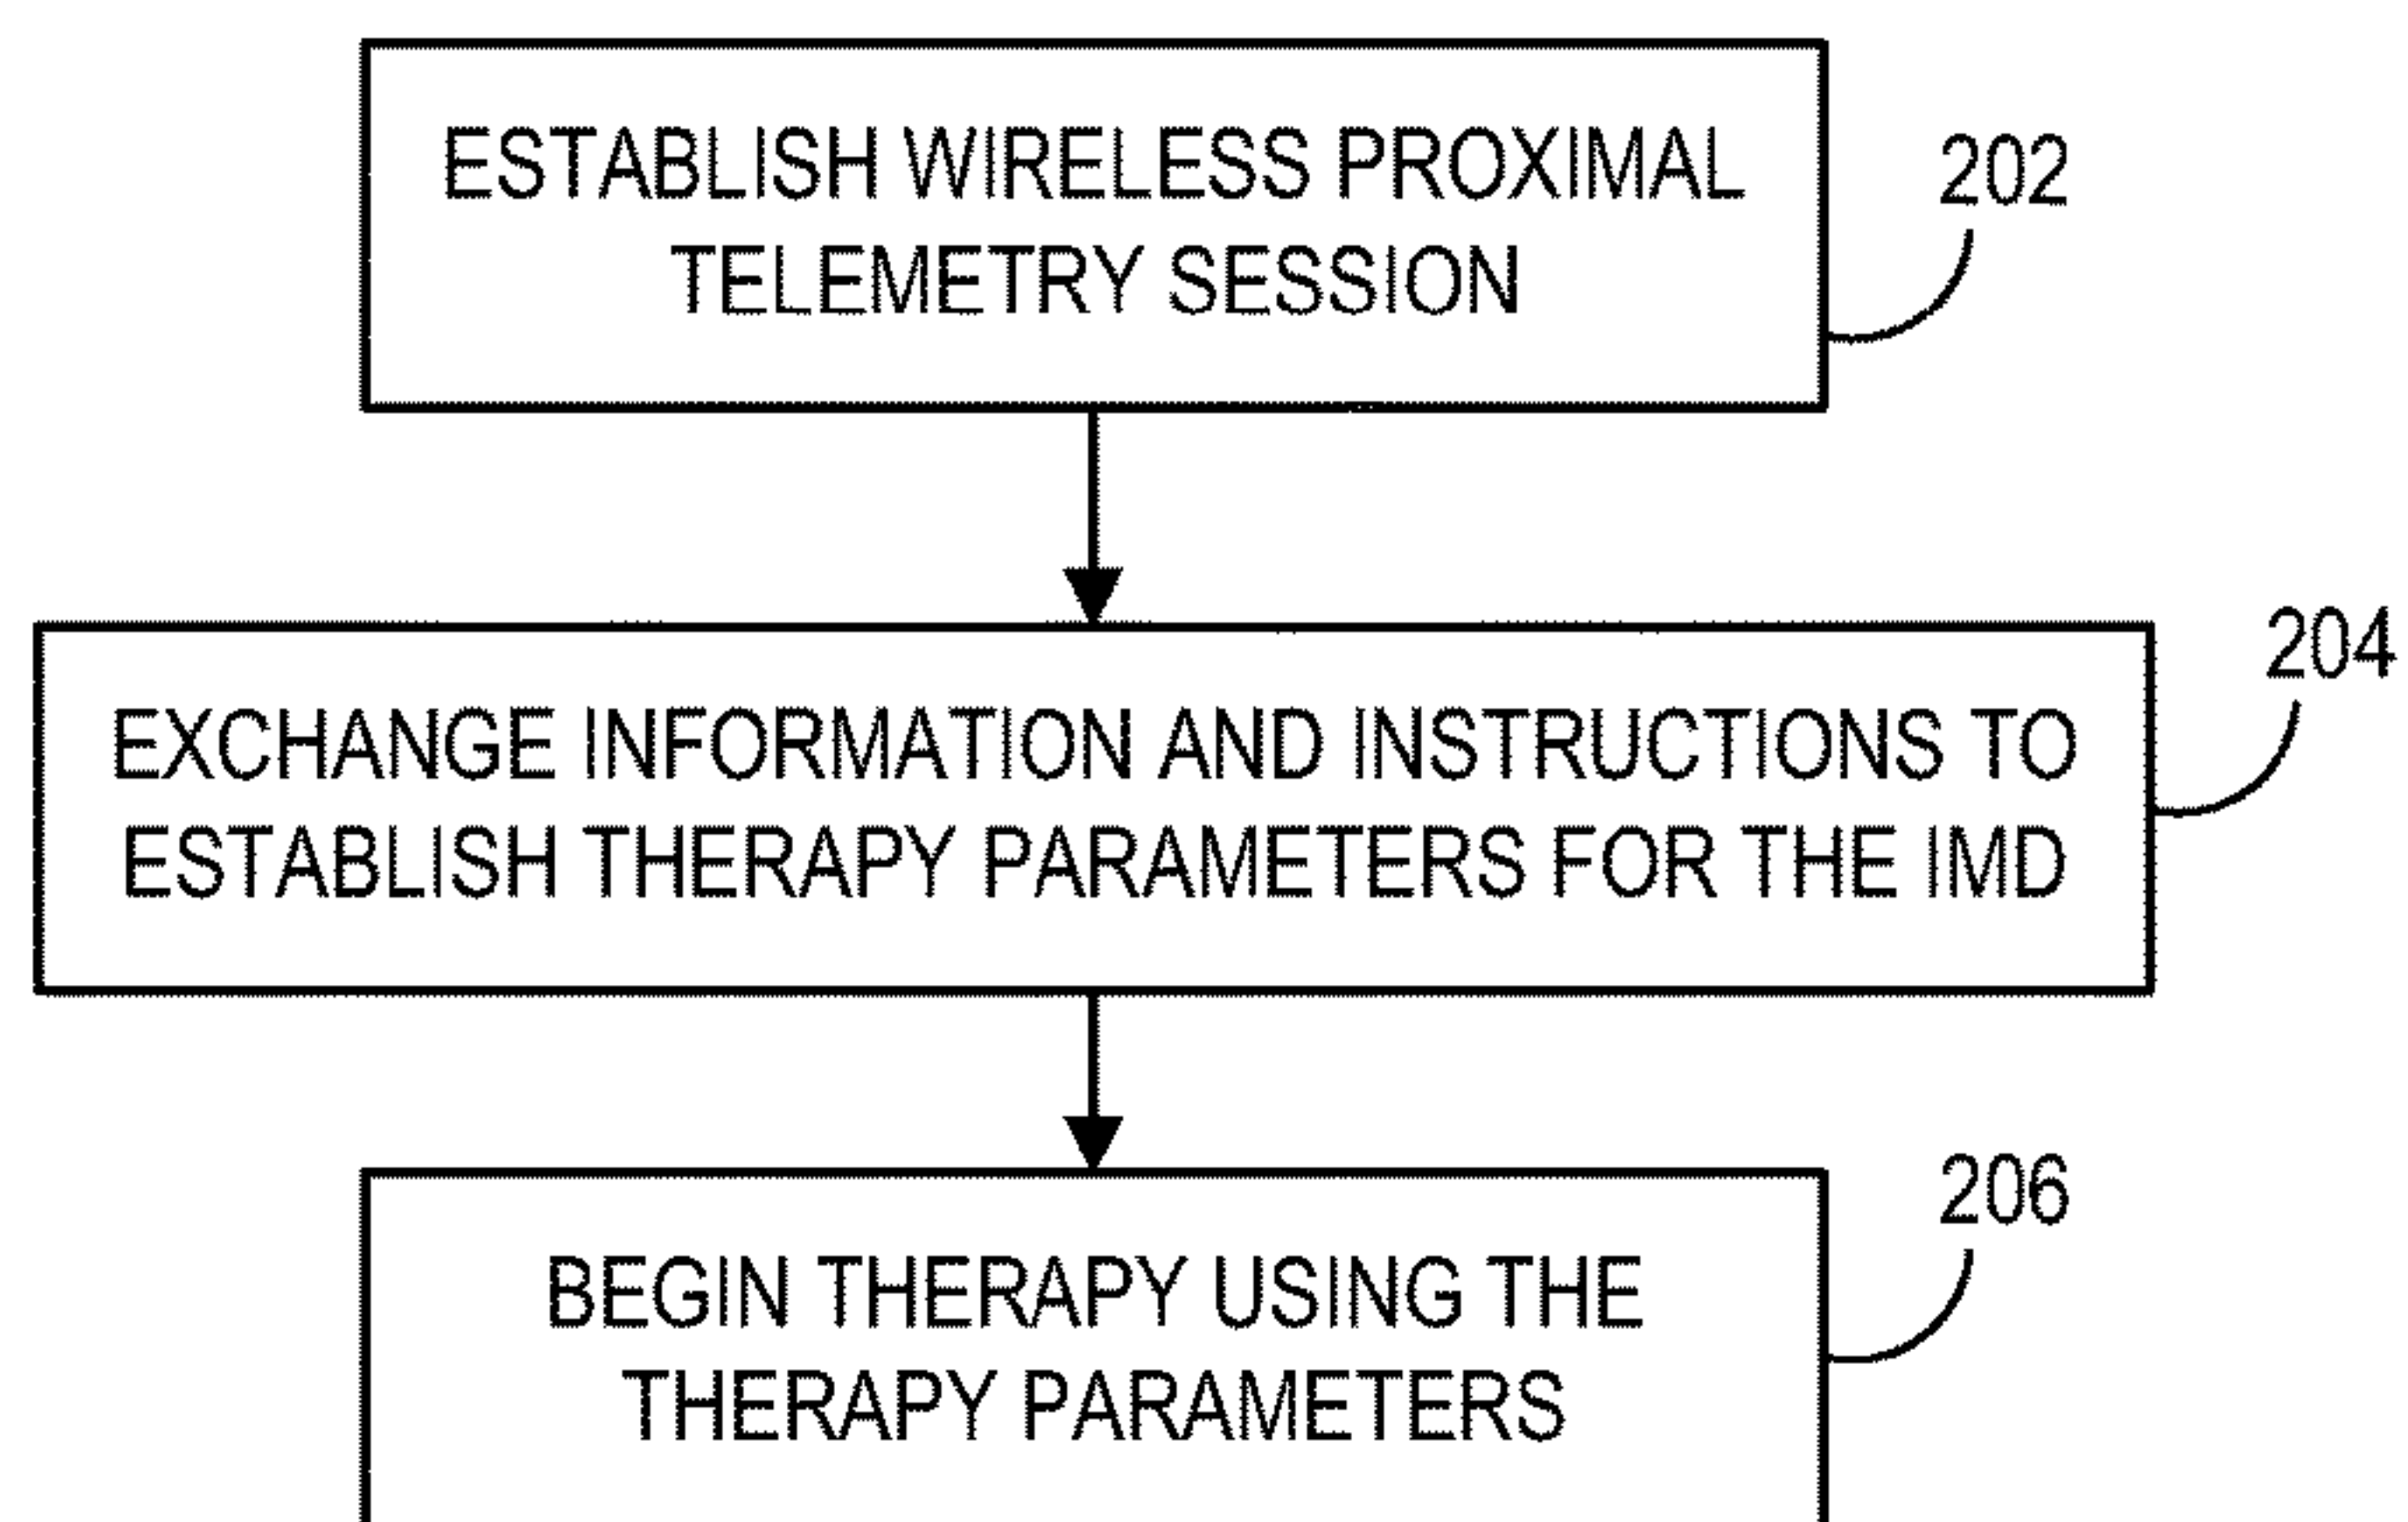 ESTABLISH WIRELESS PROXIMAL
TELEMETRY SESSION
202
EXCHANGE INFORMATION AND INSTRUCTIONS TO
ESTABLISH THERAPY PARAMETERS FOR THE IMD
204
BEGIN THERAPY USING THE
THERAPY PARAMETERS
206